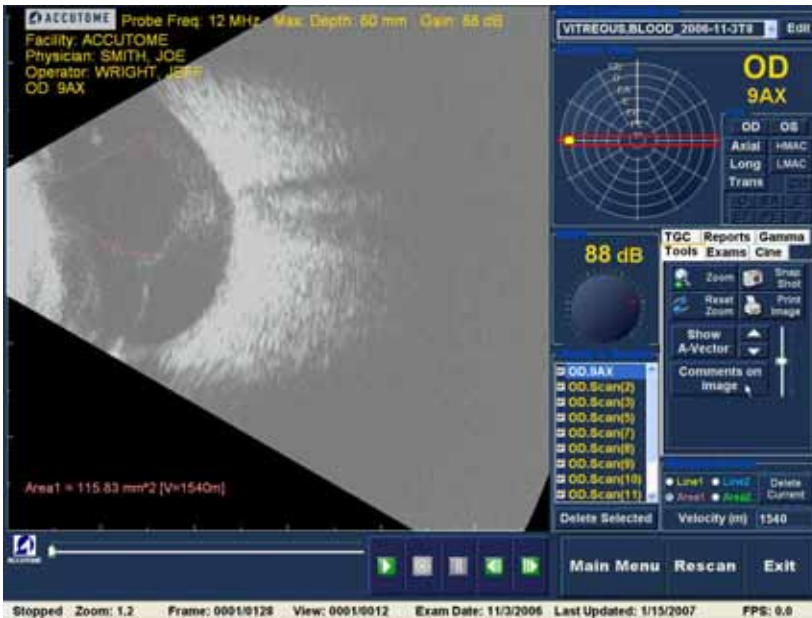 ACCUTOME Probe Freq: 12 MHz Max. Depth: 60 mm Gain: 88 dB
Facility: ACCUTOME
Physician: SMITH, JOE
Operator: WRIGHT, JEFF
OD 9AX
VITREOUS,BLOOD_2006-11-3T8 Edit
OD
9AX
OD OS
Axial HMAC
Long LMAC
Trans
88 dB
TGC Reports Gamma
Tools Exams Cine
Zoom Snap Shot
Reset Zoom Print Image
Show A-Vector
Comments on Image
OD.9AX
OD.Scan(2)
OD.Scan(3)
OD.Scan(5)
OD.Scan(7)
OD.Scan(8)
OD.Scan(9)
OD.Scan(10)
OD.Scan(11)
Delete Selected
Area1 = 115.83 mm^2 [V=1540m]
Line1 Line2 Delete Current
Area1 Area2
Velocity (m) 1540
ACCUTOME
Main Menu Rescan Exit
Stopped Zoom: 1.2 Frame: 0001/0128 View: 0001/0012 Exam Date: 11/3/2006 Last Updated: 1/15/2007 FPS: 0.0